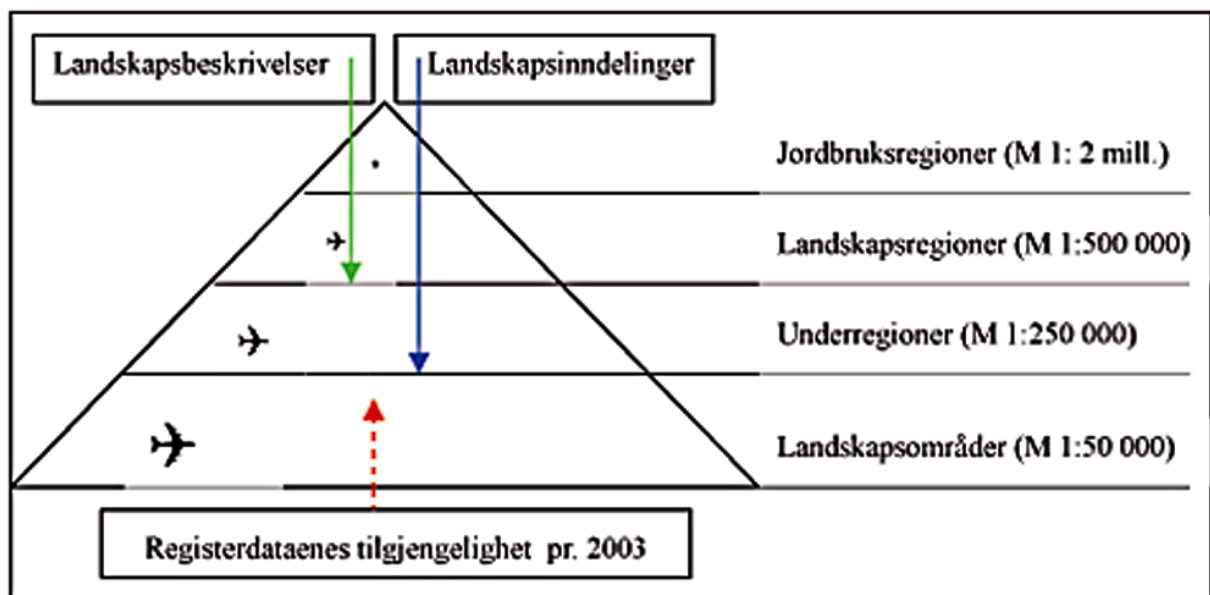 Landskapsbeskrivelser
Landskapsinndelinger
Jordbruksregioner (M 1: 2 mill.)
Landskapsregioner (M 1:500 000)
Underregioner (M 1:250 000)
Landskapsområder (M 1:50 000)
Registerdataenes tilgjengelighet pr. 2003